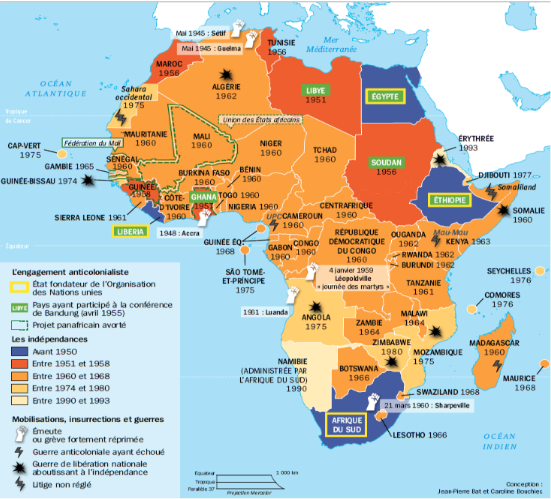 Mai 1945 : Sétif
Mai 1945 : Guelma
TUNISIE
1956
Mer
Méditerranée
MAROC
1956
OCÉAN
ATLANTIQUE
ALGÉRIE
1962
LIBYE
1951
ÉGYPTE
Sahara
occidental
1975
Tropique
du Cancer
Union des États africains
MAURITANIE
1960
MALI
1960
NIGER
1960
TCHAD
1960
SOUDAN
1956
ÉRYTHRÉE
1993
Fédération du Mali
CAP-VERT
1975
SÉNÉGAL
1960
GAMBIE 1965
GUINÉE-BISSAU 1974
BURKINA FASO
1960
BÉNIN
1960
DJIBOUTI 1977
Somaliland
GUINÉE
1958
CÔTE-
D'IVOIRE
1960
GHANA
1957
TOGO 1960
NIGERIA 1960
CENTRAFRIQUE
1960
ÉTHIOPIE
SOMALIE
1960
SIERRA LEONE 1961
LIBERIA
1948 : Accra
UPC
CAMEROUN
1960
GUINÉE ÉQ.
1968
GABON
1960
CONGO
1960
RÉPUBLIQUE
DÉMOCRATIQUE
DU CONGO
1960
OUGANDA
1962
Mau-Mau
KENYA 1963
RWANDA 1962
BURUNDI 1962
Équateur
SÃO TOMÉ-
ET-PRÍNCIPE
1975
4 janvier 1959
Léopoldville
« journée des martyrs »
TANZANIE
1961
SEYCHELLES
1976
1961 : Luanda
COMORES
1976
ANGOLA
1975
ZAMBIE
1964
MALAWI
1964
ZIMBABWE
1980
MOZAMBIQUE
1975
MADAGASCAR
1960
MAURICE
1968
NAMIBIE
(ADMINISTRÉE PAR
L'AFRIQUE DU SUD)
1990
BOTSWANA
1966
SWAZILAND 1968
21 mars 1960 : Sharpeville
AFRIQUE
DU SUD
LESOTHO 1966
OCÉAN
INDIEN
L'engagement anticolonialiste
État fondateur de l'Organisation
des Nations unies
LIBYE
Pays ayant participé à la conférence
de Bandung (avril 1955)
Projet panafricain avorté
Les indépendances
Avant 1950
Entre 1951 et 1958
Entre 1960 et 1968
Entre 1974 et 1980
Entre 1990 et 1993
Mobilisations, insurrections et guerres
Émeute
ou grève fortement réprimée
Guerre anticoloniale ayant échoué
Guerre de libération nationale
aboutissant à l'indépendance
Litige non réglé
Équateur
Tropique
Parallèle 37
2 000 km
Projection Mercator
Conception :
Jean-Pierre Bat et Caroline Bouchier.